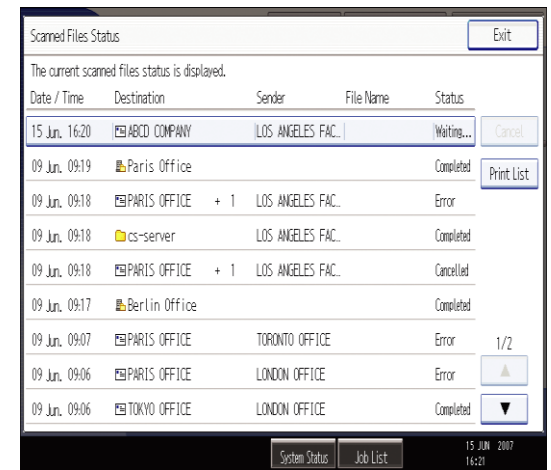 Scanned Files Status Exit
The current scanned files status is displayed.
Date / Time Destination Sender File Name Status
15 Jun. 16:20 ABCD COMPANY LOS ANGELES FAC... Waiting... Cancel
09 Jun. 09:19 Paris Office Completed Print List
09 Jun. 09:18 PARIS OFFICE + 1 LOS ANGELES FAC... Error
09 Jun. 09:18 cs-server LOS ANGELES FAC... Completed
09 Jun. 09:18 PARIS OFFICE + 1 LOS ANGELES FAC... Cancelled
09 Jun. 09:17 Berlin Office Completed
09 Jun. 09:07 PARIS OFFICE TORONTO OFFICE Error 1/2
09 Jun. 09:06 PARIS OFFICE LONDON OFFICE Error
09 Jun. 09:06 TOKYO OFFICE LONDON OFFICE Completed
System Status Job List 15 JUN 2007
16:21